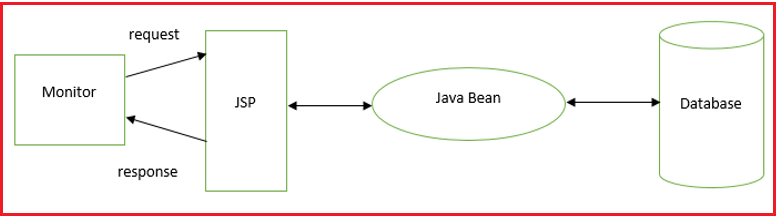 request
Monitor
JSP
Java Bean
Database
response